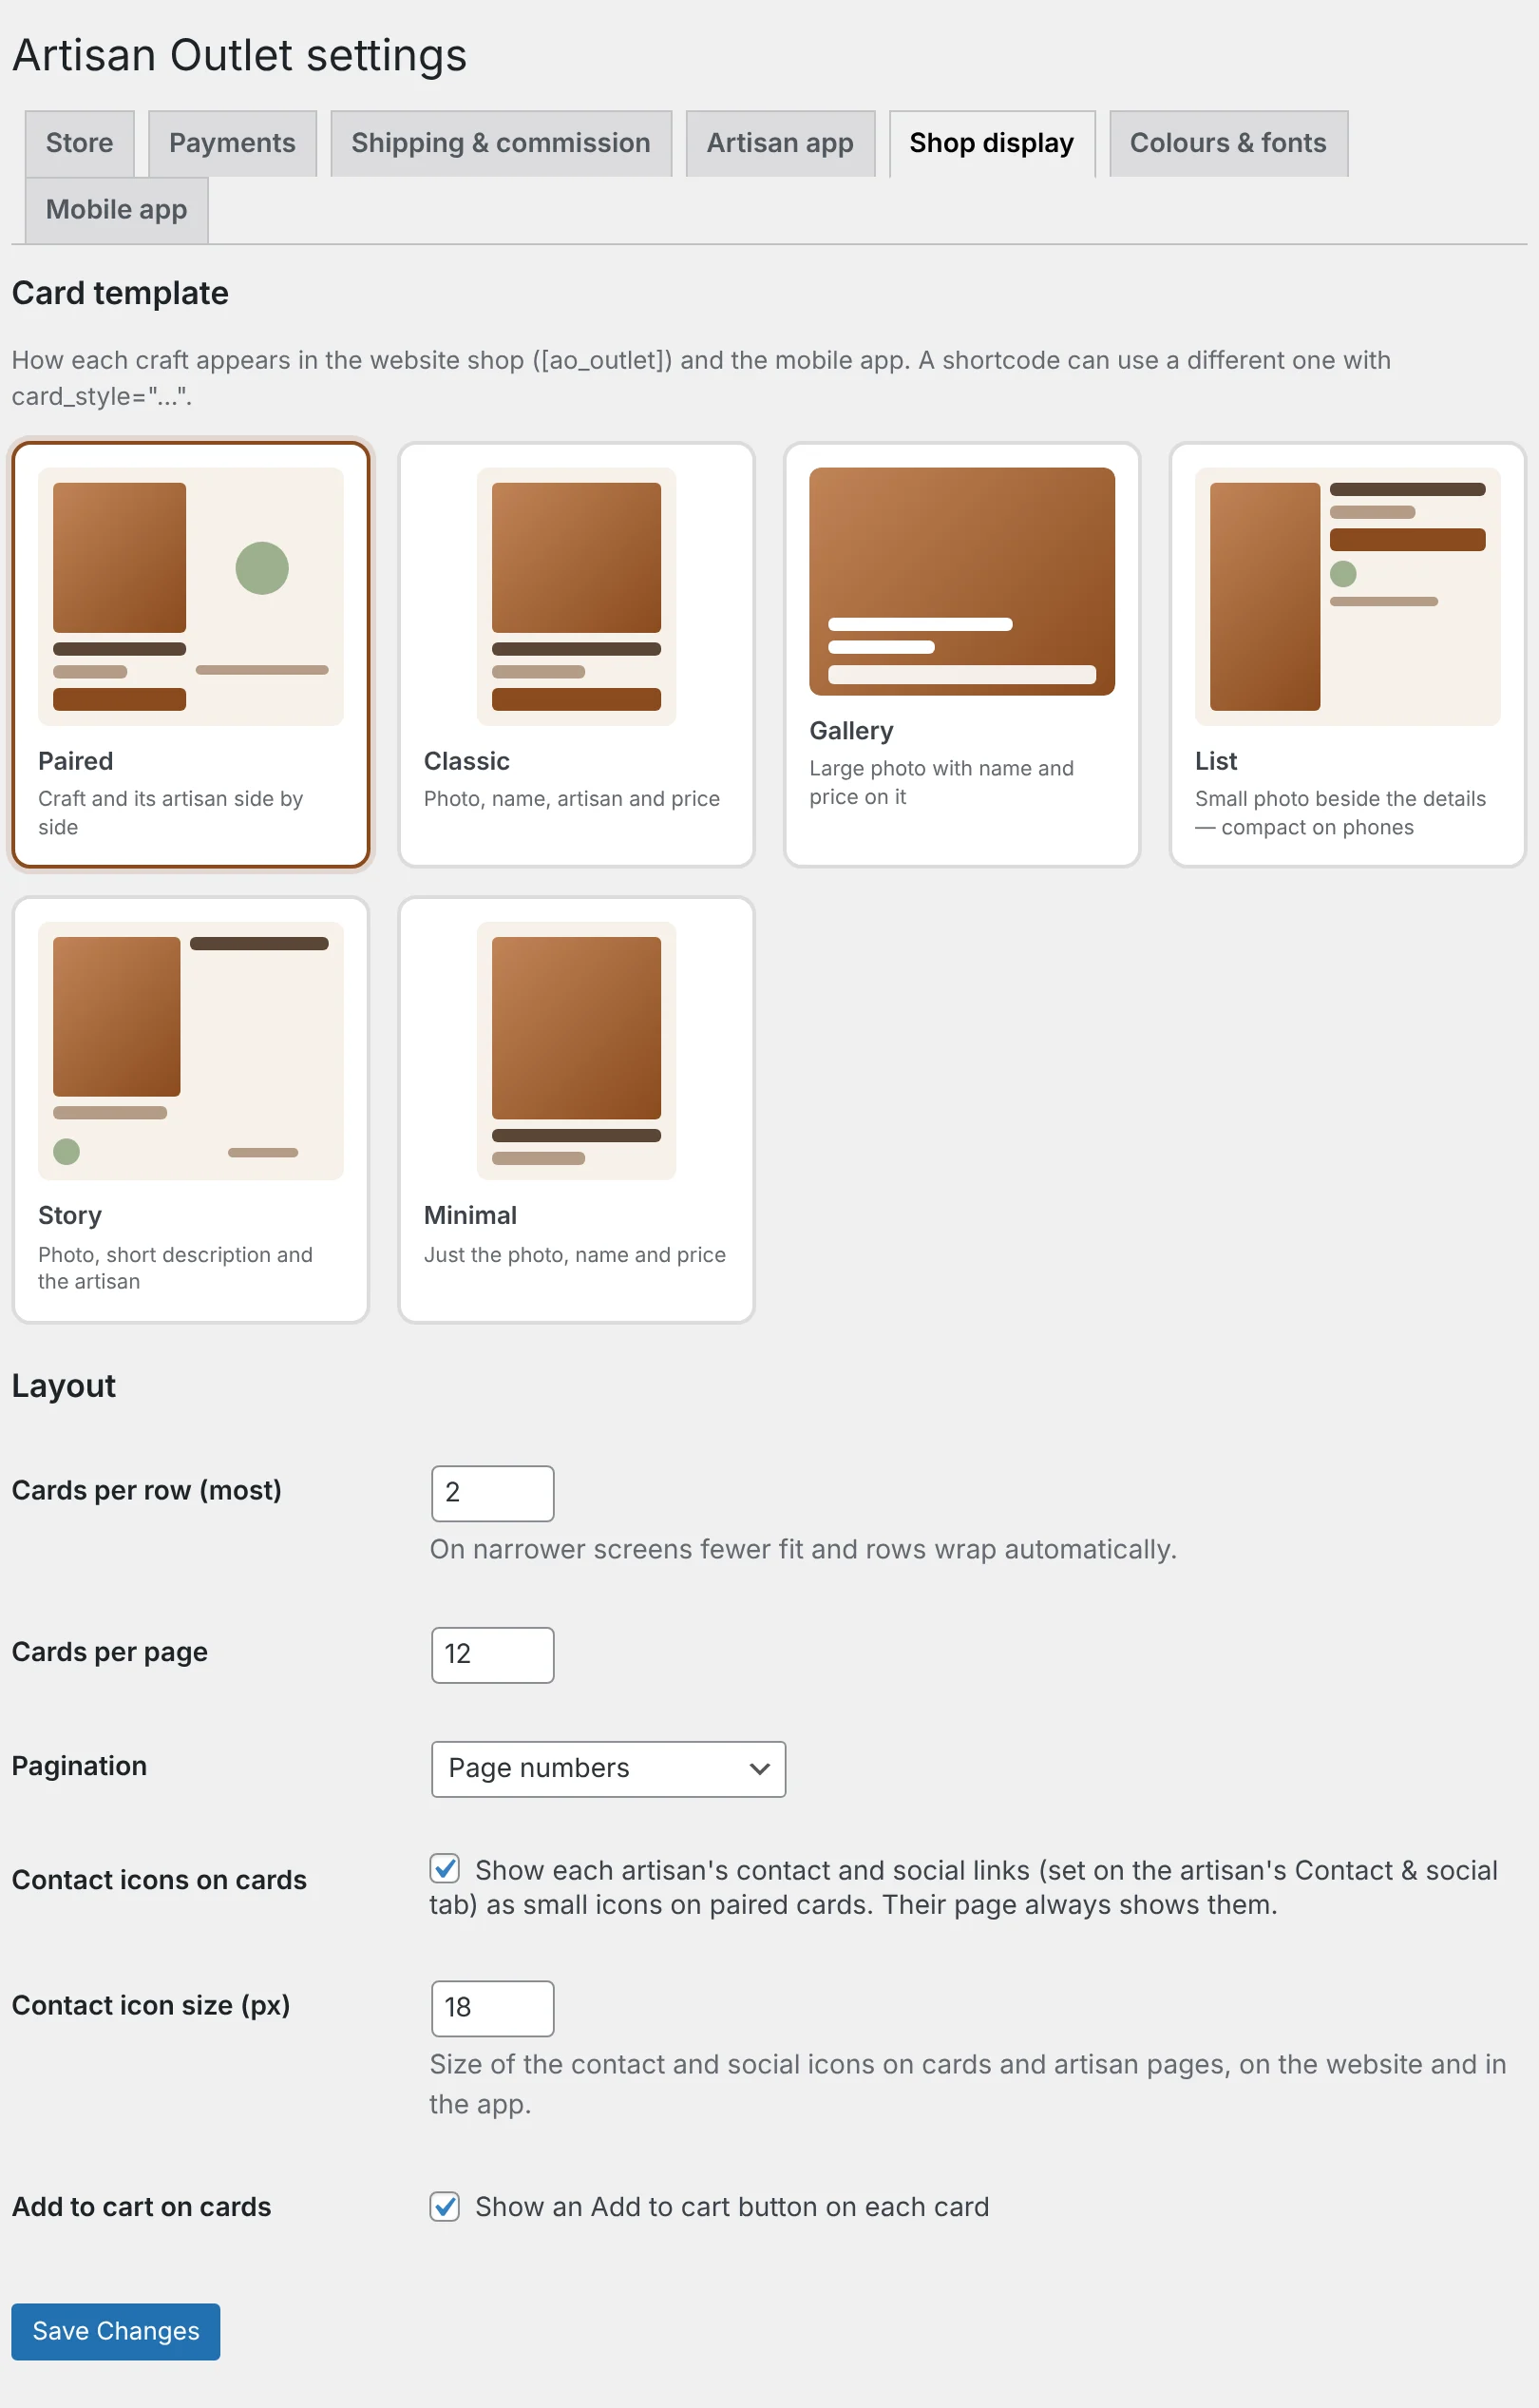 Artisan Outlet settings
Store
Payments
Shipping & commission
Artisan app
Shop display
Colours & fonts
Mobile app
Card template
How each craft appears in the website shop ([ao_outlet]) and the mobile app. A shortcode can use a different one with
card_style="...".
Paired
Craft and its artisan side by
side
Classic
Photo, name, artisan and price
Gallery
Large photo with name and
price on it
List
Small photo beside the details
— compact on phones
Story
Photo, short description and
the artisan
Minimal
Just the photo, name and price
Layout
Cards per row (most)
2
On narrower screens fewer fit and rows wrap automatically.
Cards per page
12
Pagination
Page numbers
Contact icons on cards
Show each artisan's contact and social links (set on the artisan's Contact & social
tab) as small icons on paired cards. Their page always shows them.
Contact icon size (px)
18
Size of the contact and social icons on cards and artisan pages, on the website and in
the app.
Add to cart on cards
Show an Add to cart button on each card
Save Changes